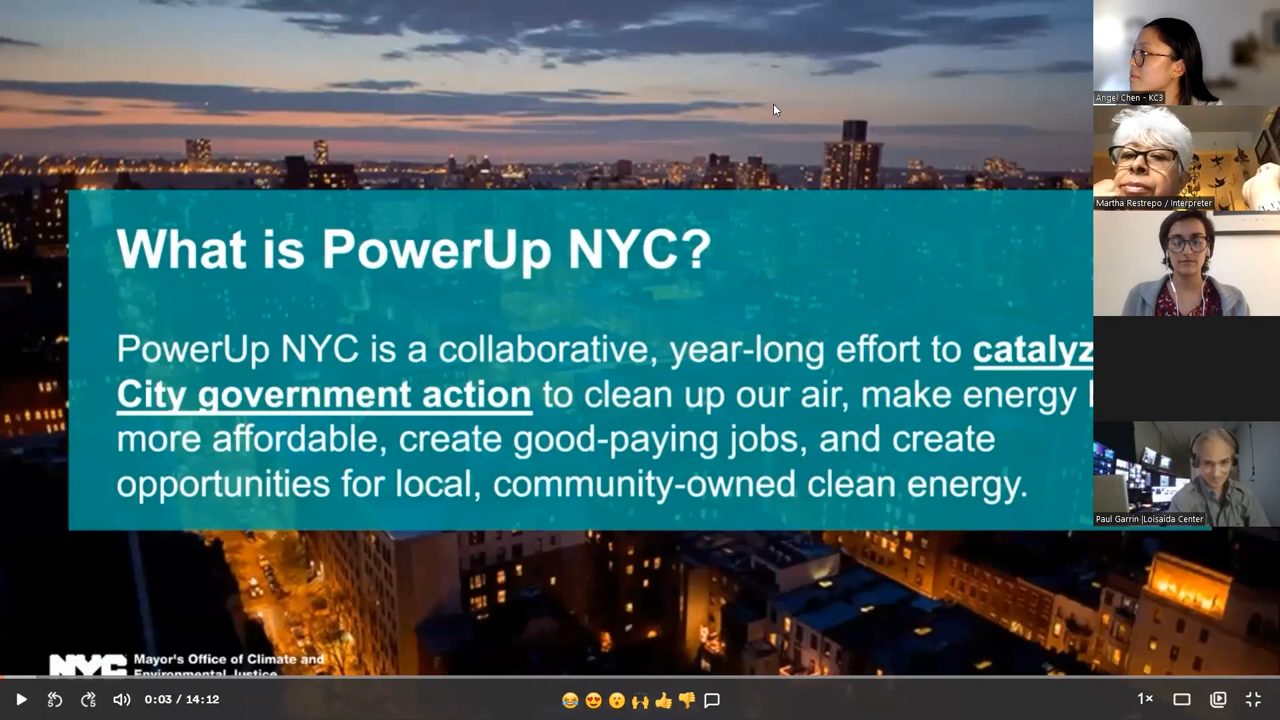 What is PowerUp NYC?
PowerUp NYC is a collaborative, year-long effort to catalyz
City government action to clean up our air, make energy
more affordable, create good-paying jobs, and create
opportunities for local, community-owned clean energy.
NYC Mayor's Office of Climate and
Environmental Justice
Angel Chen - KC3
Martha Restrepo / Interpreter
Paul Garrin |Loisaida Center
0:03 / 14:12
1×